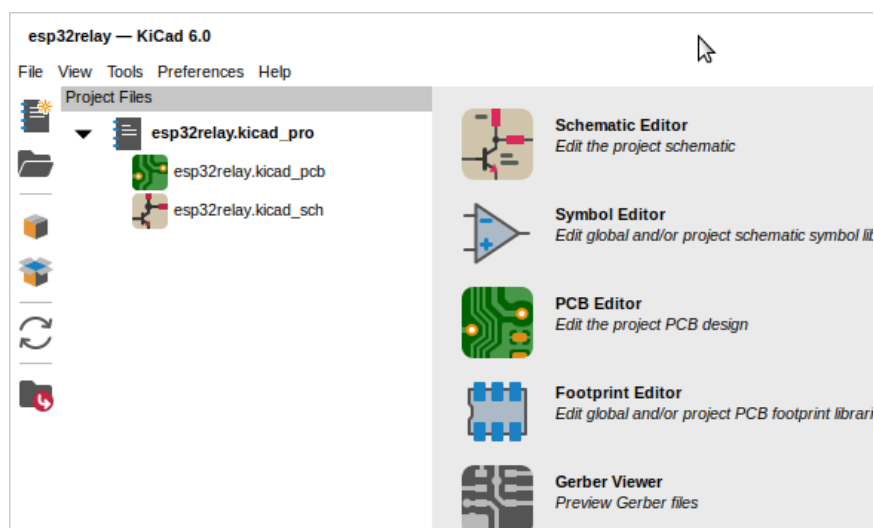 esp32relay — KiCad 6.0
File View Tools Preferences Help
Project Files
esp32relay.kicad_pro
esp32relay.kicad_pcb
esp32relay.kicad_sch
Schematic Editor
Edit the project schematic
Symbol Editor
Edit global and/or project schematic symbol
PCB Editor
Edit the project PCB design
Footprint Editor
Edit global and/or project PCB footprint
Gerber Viewer
Preview Gerber files